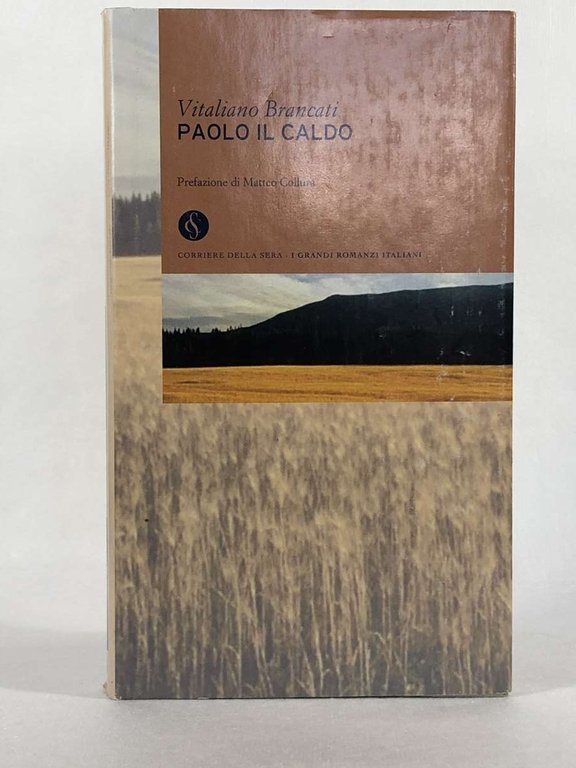 Vitaliano Brancati
PAOLO IL CALDO
Prefazione di Matteo Collura
CORRIERE DELLA SERA · I GRANDI ROMANZI ITALIANI